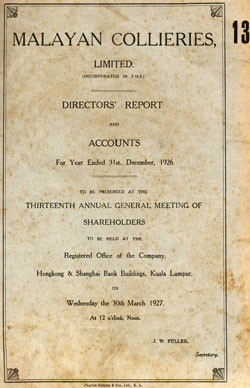 13
MALAYAN COLLIERIES,
LIMITED.
(INCORPORATED IN F.M.S.)
DIRECTORS' REPORT
AND
ACCOUNTS
For Year Ended 31st. December, 1926.
TO BE PRESENTED AT THE
THIRTEENTH ANNUAL GENERAL MEETING OF
SHAREHOLDERS
TO BE HELD AT THE
Registered Office of the Company,
Hongkong & Shanghai Bank Buildings, Kuala Lumpur,
ON
Wednesday the 30th March 1927.
At 12 o'clock, Noon.
J. W. FULLER,
Secretary.
& Son, Ltd., K. L.